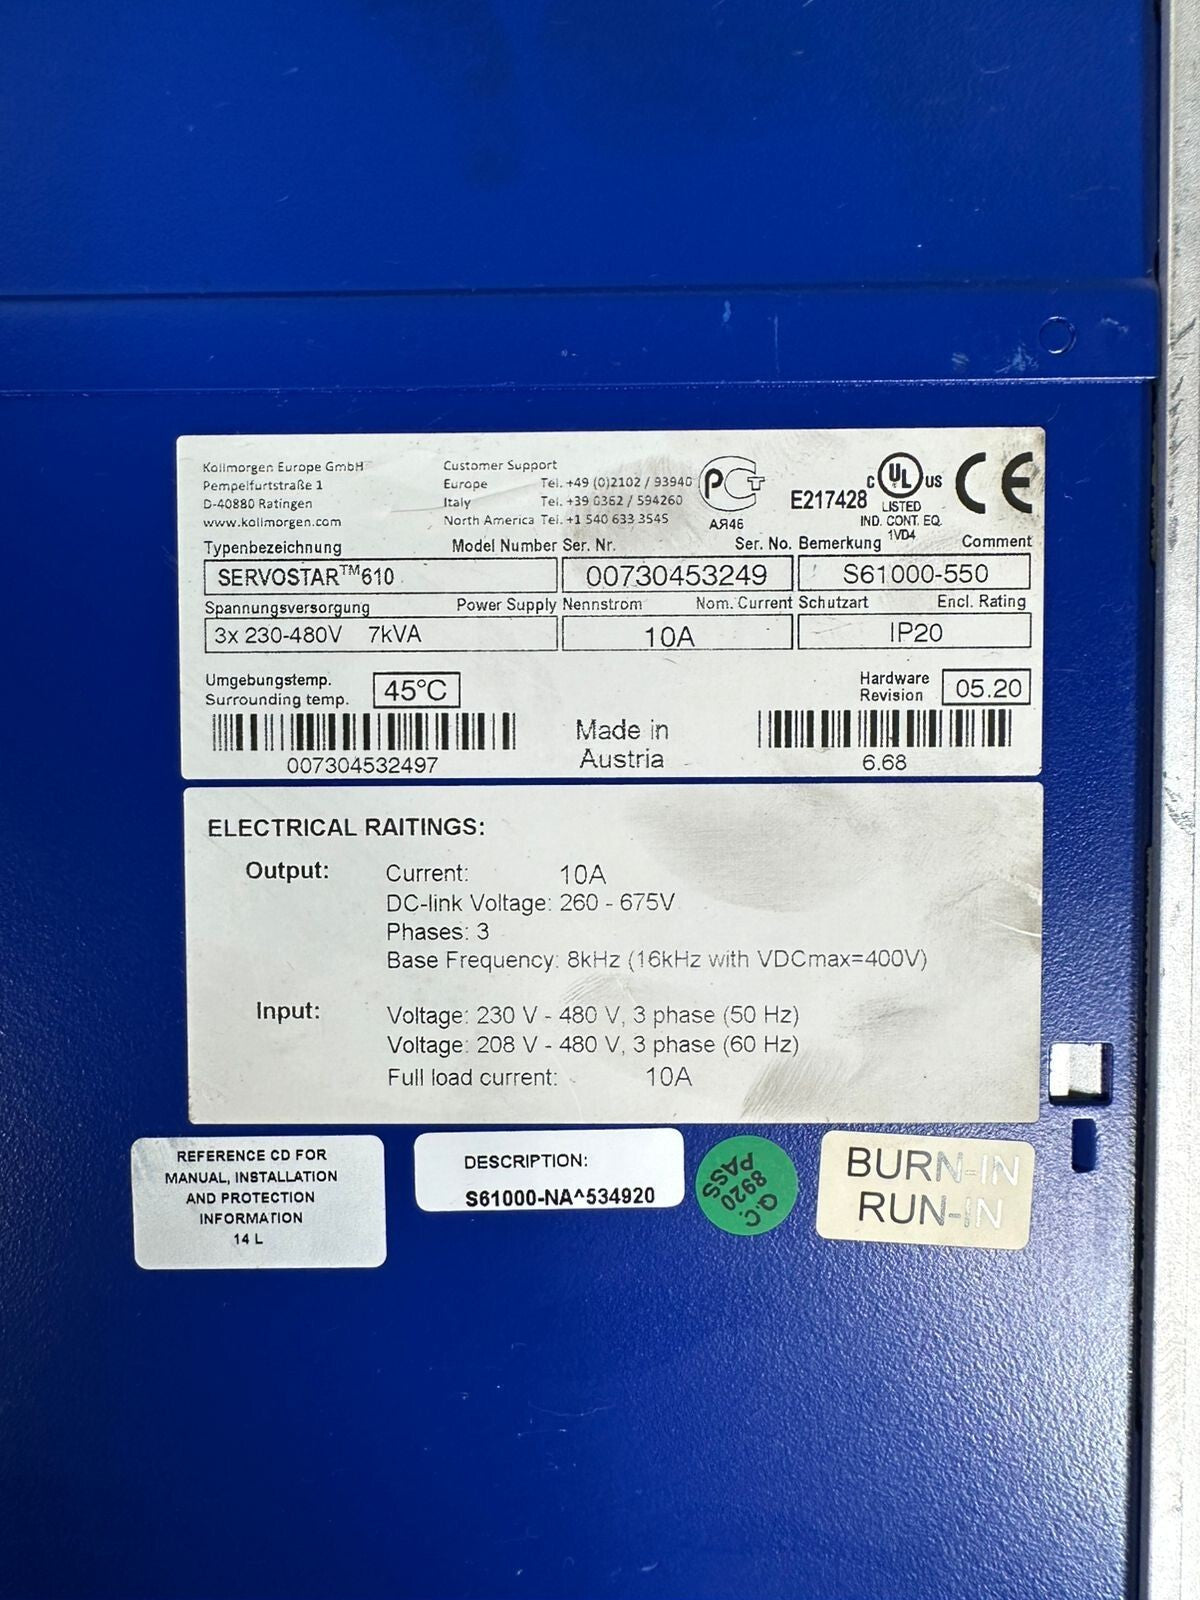 Kollmorgen Europe GmbH
Pempelfurtstraße 1
D-40880 Ratingen
www.kollmorgen.com
Customer Support
Europe Tel. +49 (0)2102 / 93940
Italy Tel. +39 0362 / 594260
North America Tel. +1 540 633 3545
РСТ
АЯ46
E217428
C UL US
LISTED
IND. CONT. EQ.
1VD4
CE
Typenbezeichnung Model Number Ser. Nr. Ser. No. Bemerkung Comment
SERVOSTAR™610 00730453249 S61000-550
Spannungsversorgung Power Supply Nennstrom Nom. Current Schutzart Encl. Rating
3x 230-480V 7kVA 10A IP20
Umgebungstemp.
Surrounding temp. 45°C
Hardware
Revision 05.20
007304532497
Made in
Austria
6.68
ELECTRICAL RAITINGS:
Output: Current: 10A
DC-link Voltage: 260 - 675V
Phases: 3
Base Frequency: 8kHz (16kHz with VDCmax=400V)
Input: Voltage: 230 V - 480 V, 3 phase (50 Hz)
Voltage: 208 V - 480 V, 3 phase (60 Hz)
Full load current: 10A
REFERENCE CD FOR
MANUAL, INSTALLATION
AND PROTECTION
INFORMATION
14 L
DESCRIPTION:
S61000-NA^534920
Q.C
8920
PASS
BURN-IN
RUN-IN